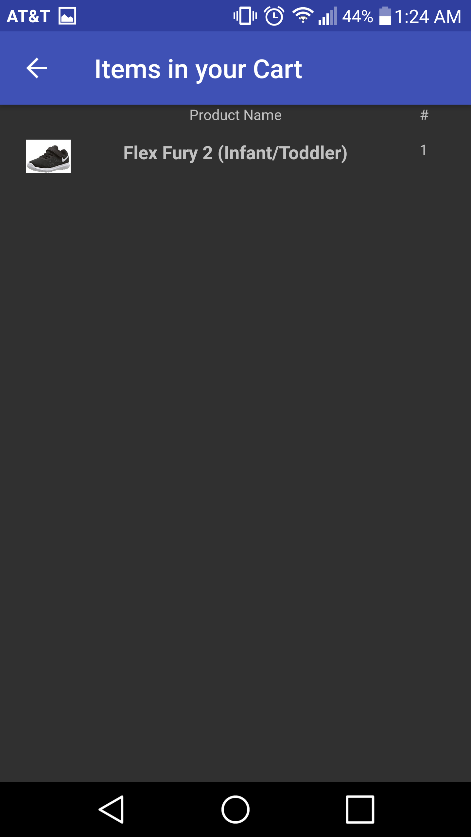 AT&T 44% 1:24 AM
Items in your Cart
Product Name #
Flex Fury 2 (Infant/Toddler) 1